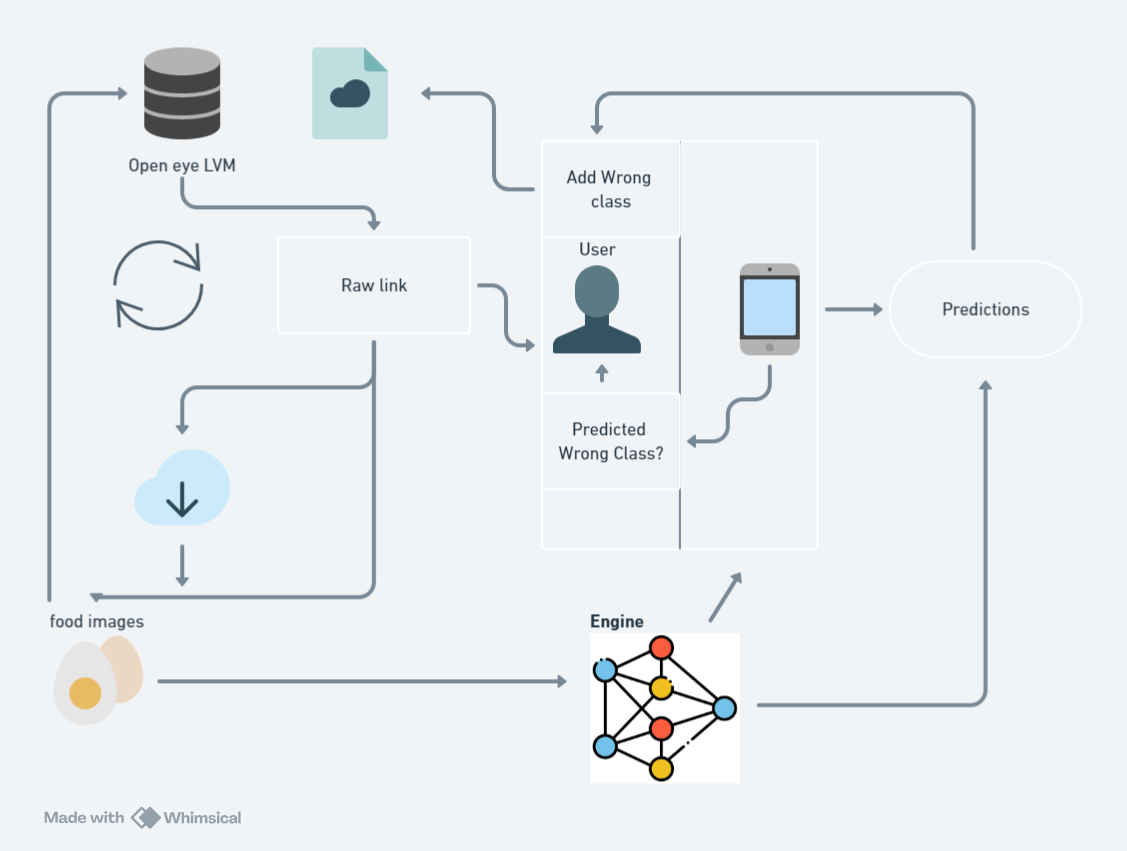 Open eye LVM
Add Wrong
class
User
Raw link
Predictions
Predicted
Wrong Class?
food images
Engine
Made with Whimsical